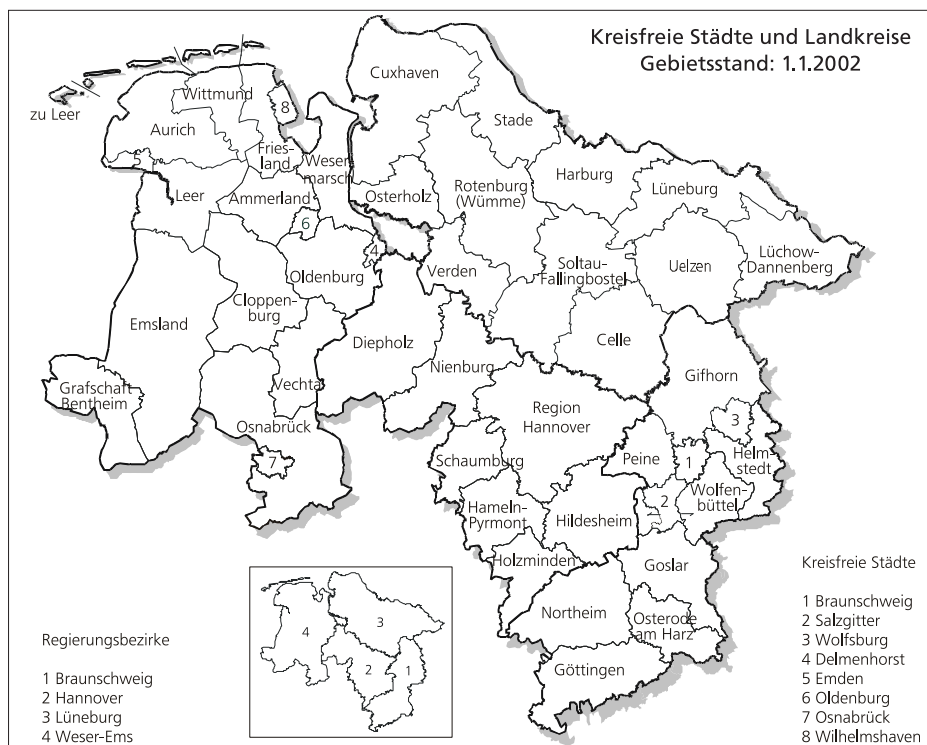 Kreisfreie Städte und Landkreise
Gebietsstand: 1.1.2002
Cuxhaven
Wittmund
8
zu Leer
Stade
Aurich
Fries-
land
Weser-
marsch
5
Harburg
Lüneburg
Leer
Ammerland
Osterholz
Rotenburg
(Wümme)
6
4
Oldenburg
Verden
Soltau-
Fallingbostel
Uelzen
Lüchow-
Dannenberg
Cloppen-
burg
Emsland
Diepholz
Celle
Nienburg
Gifhorn
Grafschaft
Bentheim
Vechta
Osnabrück
Region
Hannover
3
7
Schaumburg
Peine
1
Helm-
stedt
Hameln-
Pyrmont
Hildesheim
2
Wolfen-
büttel
Holzminden
Goslar
Northeim
Osterode
am Harz
Göttingen
Regierungsbezirke
1 Braunschweig
2 Hannover
3 Lüneburg
4 Weser-Ems
4
3
2
1
Kreisfreie Städte
1 Braunschweig
2 Salzgitter
3 Wolfsburg
4 Delmenhorst
5 Emden
6 Oldenburg
7 Osnabrück
8 Wilhelmshaven